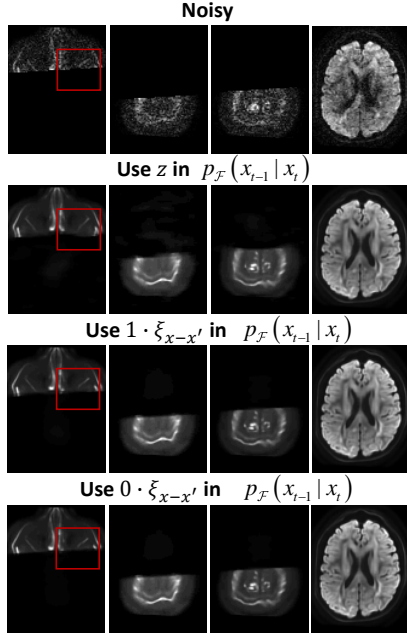 Noisy
Use z in p_ℱ(x_{t-1} | x_t)
Use 1 · ξ_{x−x′} in p_ℱ(x_{t-1} | x_t)
Use 0 · ξ_{x−x′} in p_ℱ(x_{t-1} | x_t)